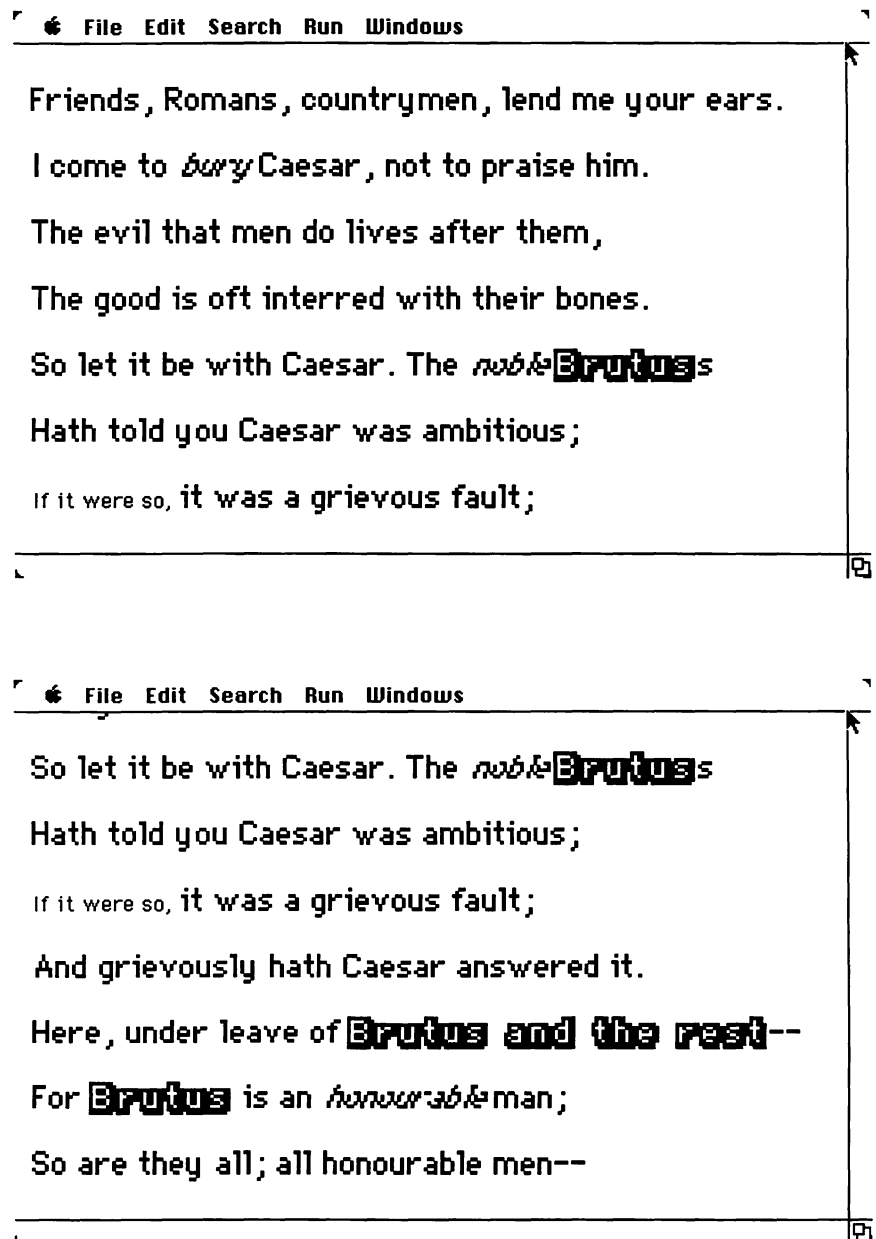 File Edit Search Run Windows
Friends, Romans, countrymen, lend me your ears.
I come to bury Caesar, not to praise him.
The evil that men do lives after them,
The good is oft interred with their bones.
So let it be with Caesar. The noble Brutuss
Hath told you Caesar was ambitious;
If it were so, it was a grievous fault;
File Edit Search Run Windows
So let it be with Caesar. The noble Brutuss
Hath told you Caesar was ambitious;
If it were so, it was a grievous fault;
And grievously hath Caesar answered it.
Here, under leave of Brutus and the rest--
For Brutus is an honourable man;
So are they all; all honourable men--